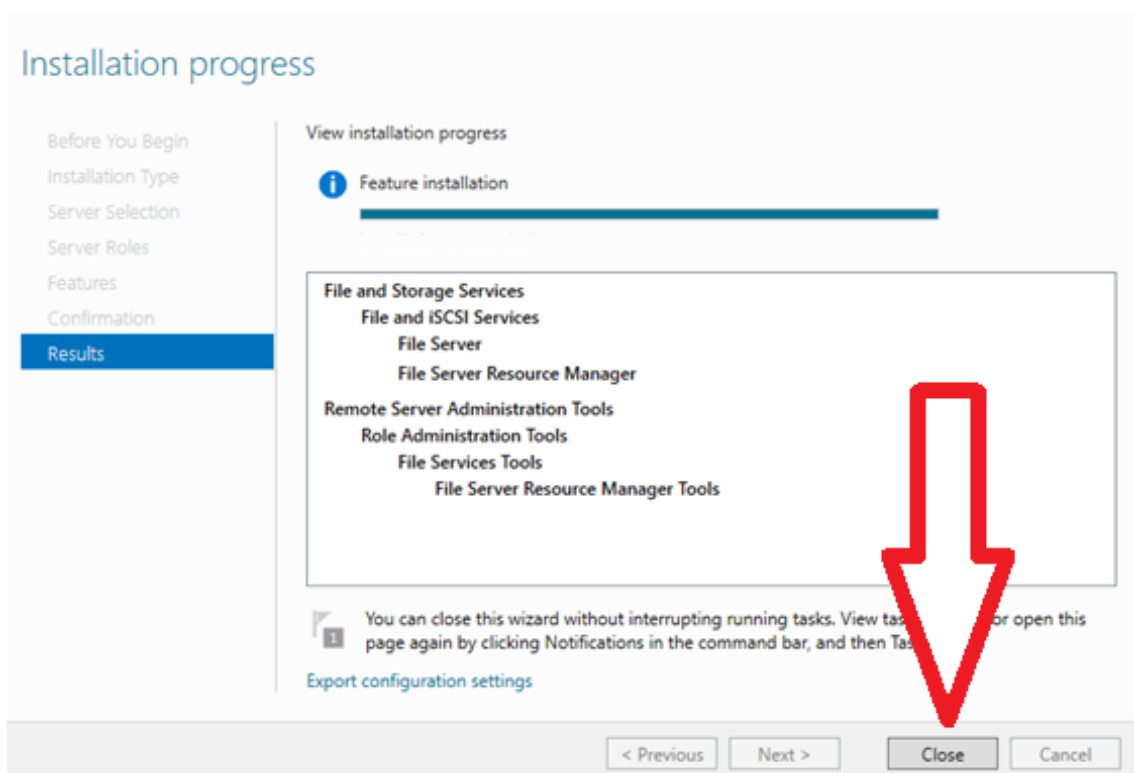 Installation progress
Before You Begin
Installation Type
Server Selection
Server Roles
Features
Confirmation
Results
View installation progress
Feature installation
File and Storage Services
File and iSCSI Services
File Server
File Server Resource Manager
Remote Server Administration Tools
Role Administration Tools
File Services Tools
File Server Resource Manager Tools
1
You can close this wizard without interrupting running tasks. View or open this
page again by clicking Notifications in the command bar, and then
Export configuration settings
< Previous
Next >
Close
Cancel